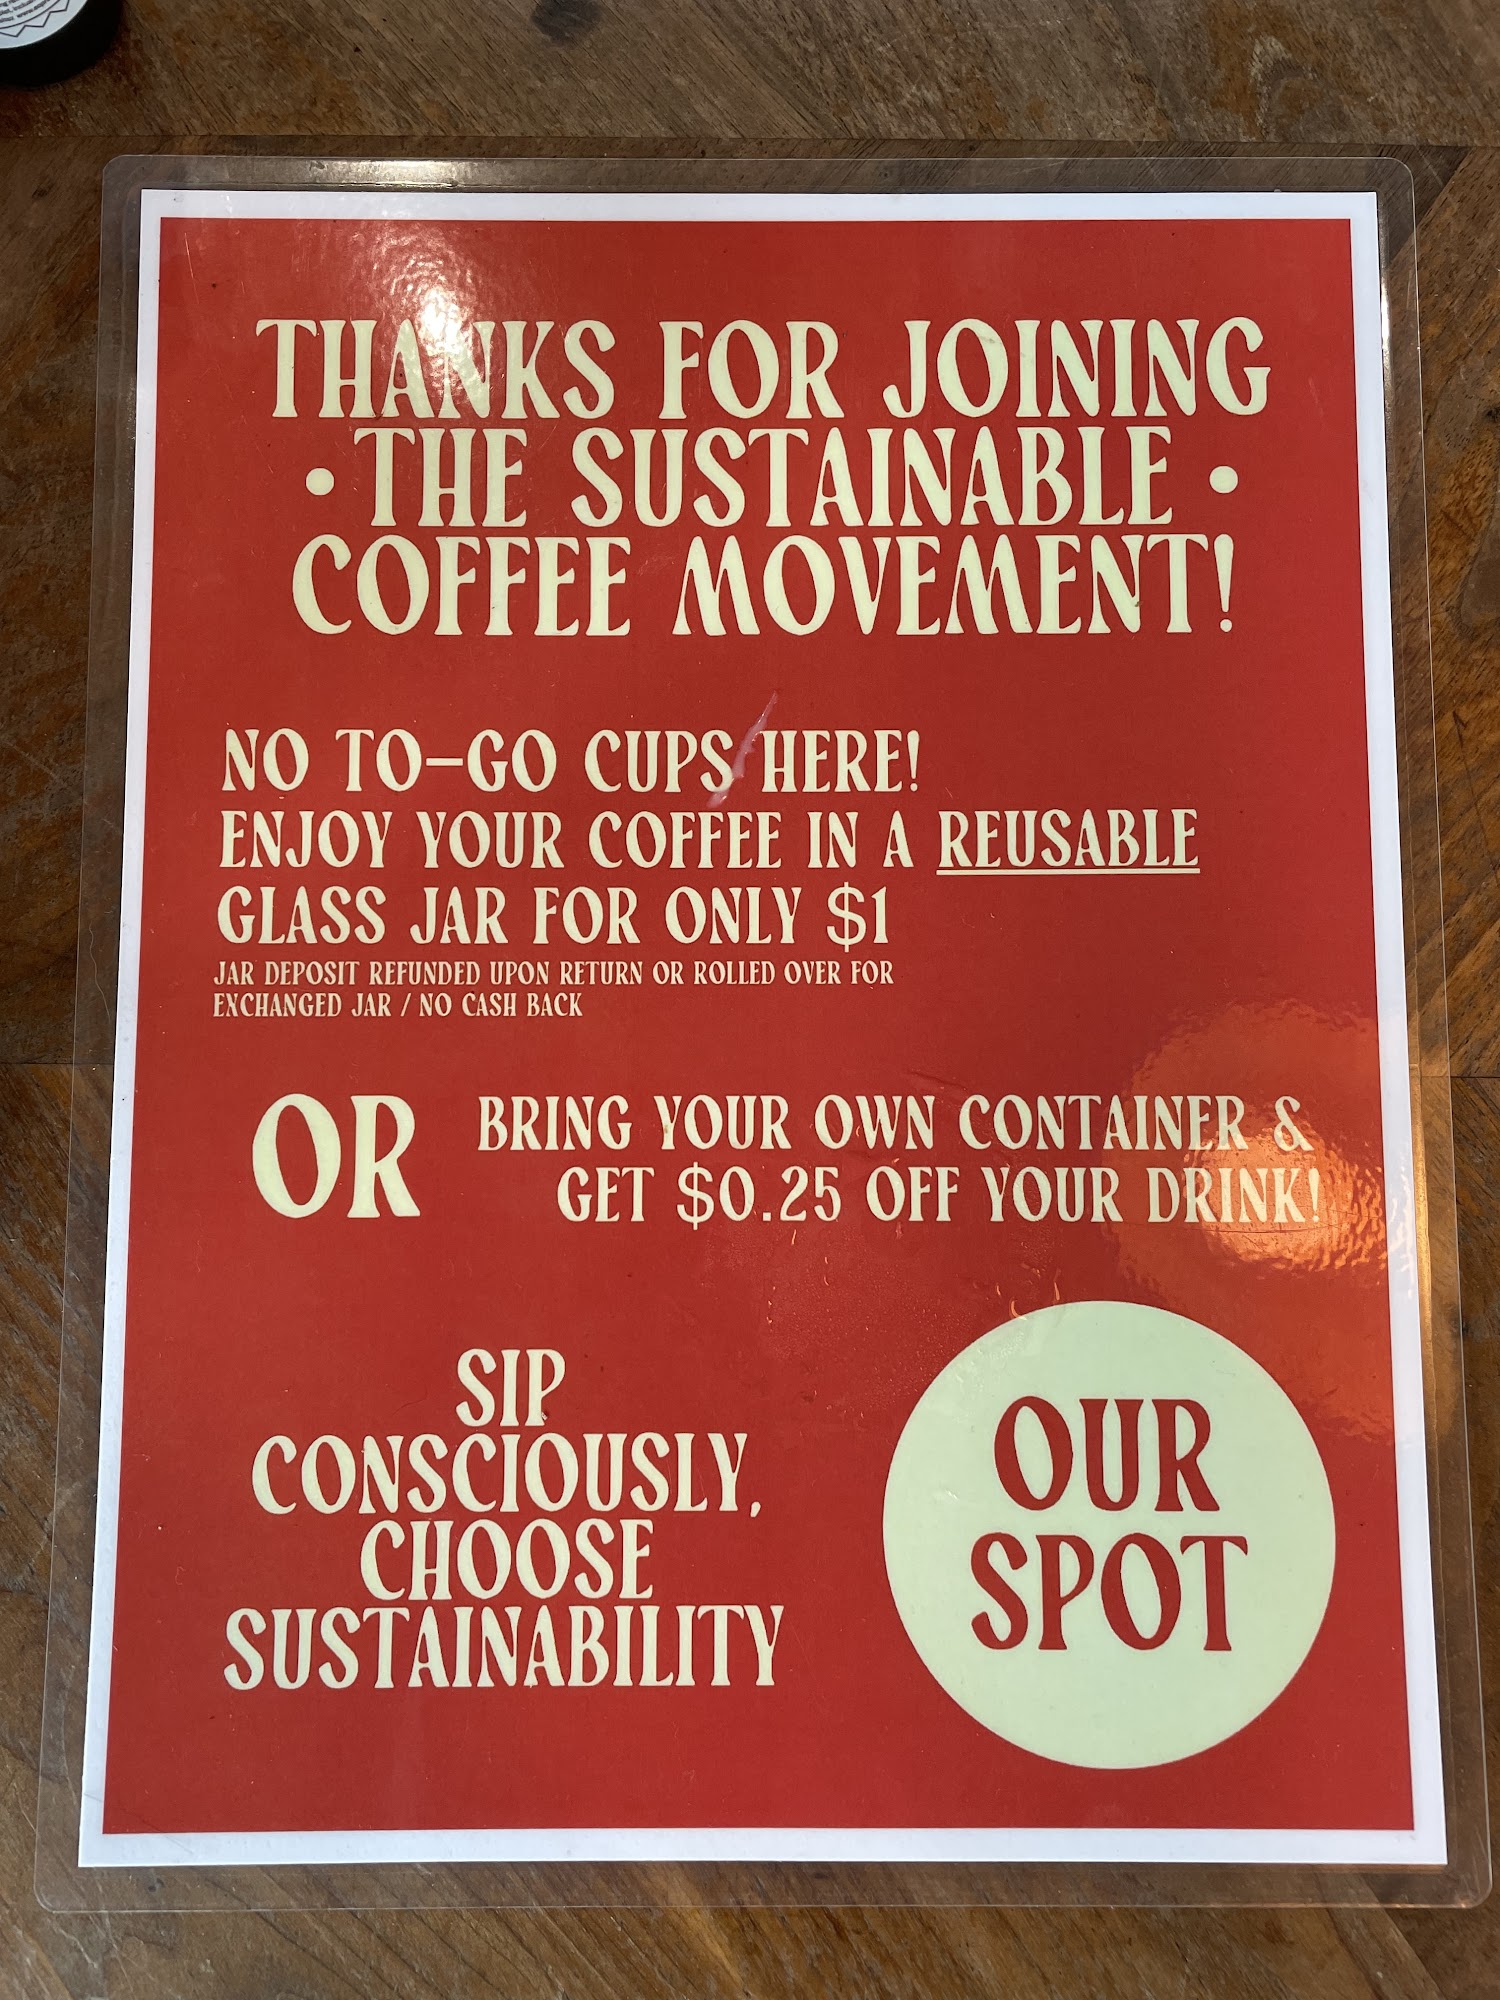 THANKS FOR JOINING
• THE SUSTAINABLE •
COFFEE MOVEMENT!
NO TO-GO CUPS HERE!
ENJOY YOUR COFFEE IN A REUSABLE
GLASS JAR FOR ONLY $1
JAR DEPOSIT REFUNDED UPON RETURN OR ROLLED OVER FOR
EXCHANGED JAR / NO CASH BACK
OR
BRING YOUR OWN CONTAINER &
GET $0.25 OFF YOUR DRINK!
SIP
CONSCIOUSLY,
CHOOSE
SUSTAINABILITY
OUR
SPOT